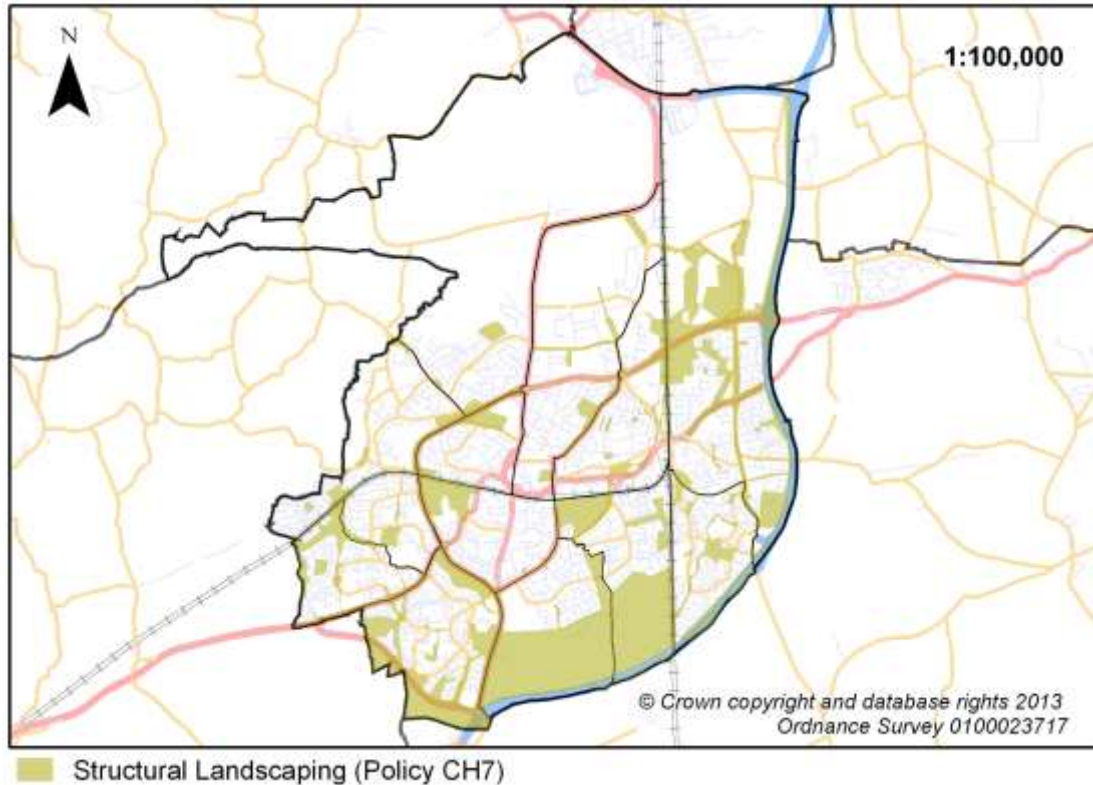 N
1:100,000
© Crown copyright and database rights 2013
Ordnance Survey 0100023717
Structural Landscaping (Policy CH7)